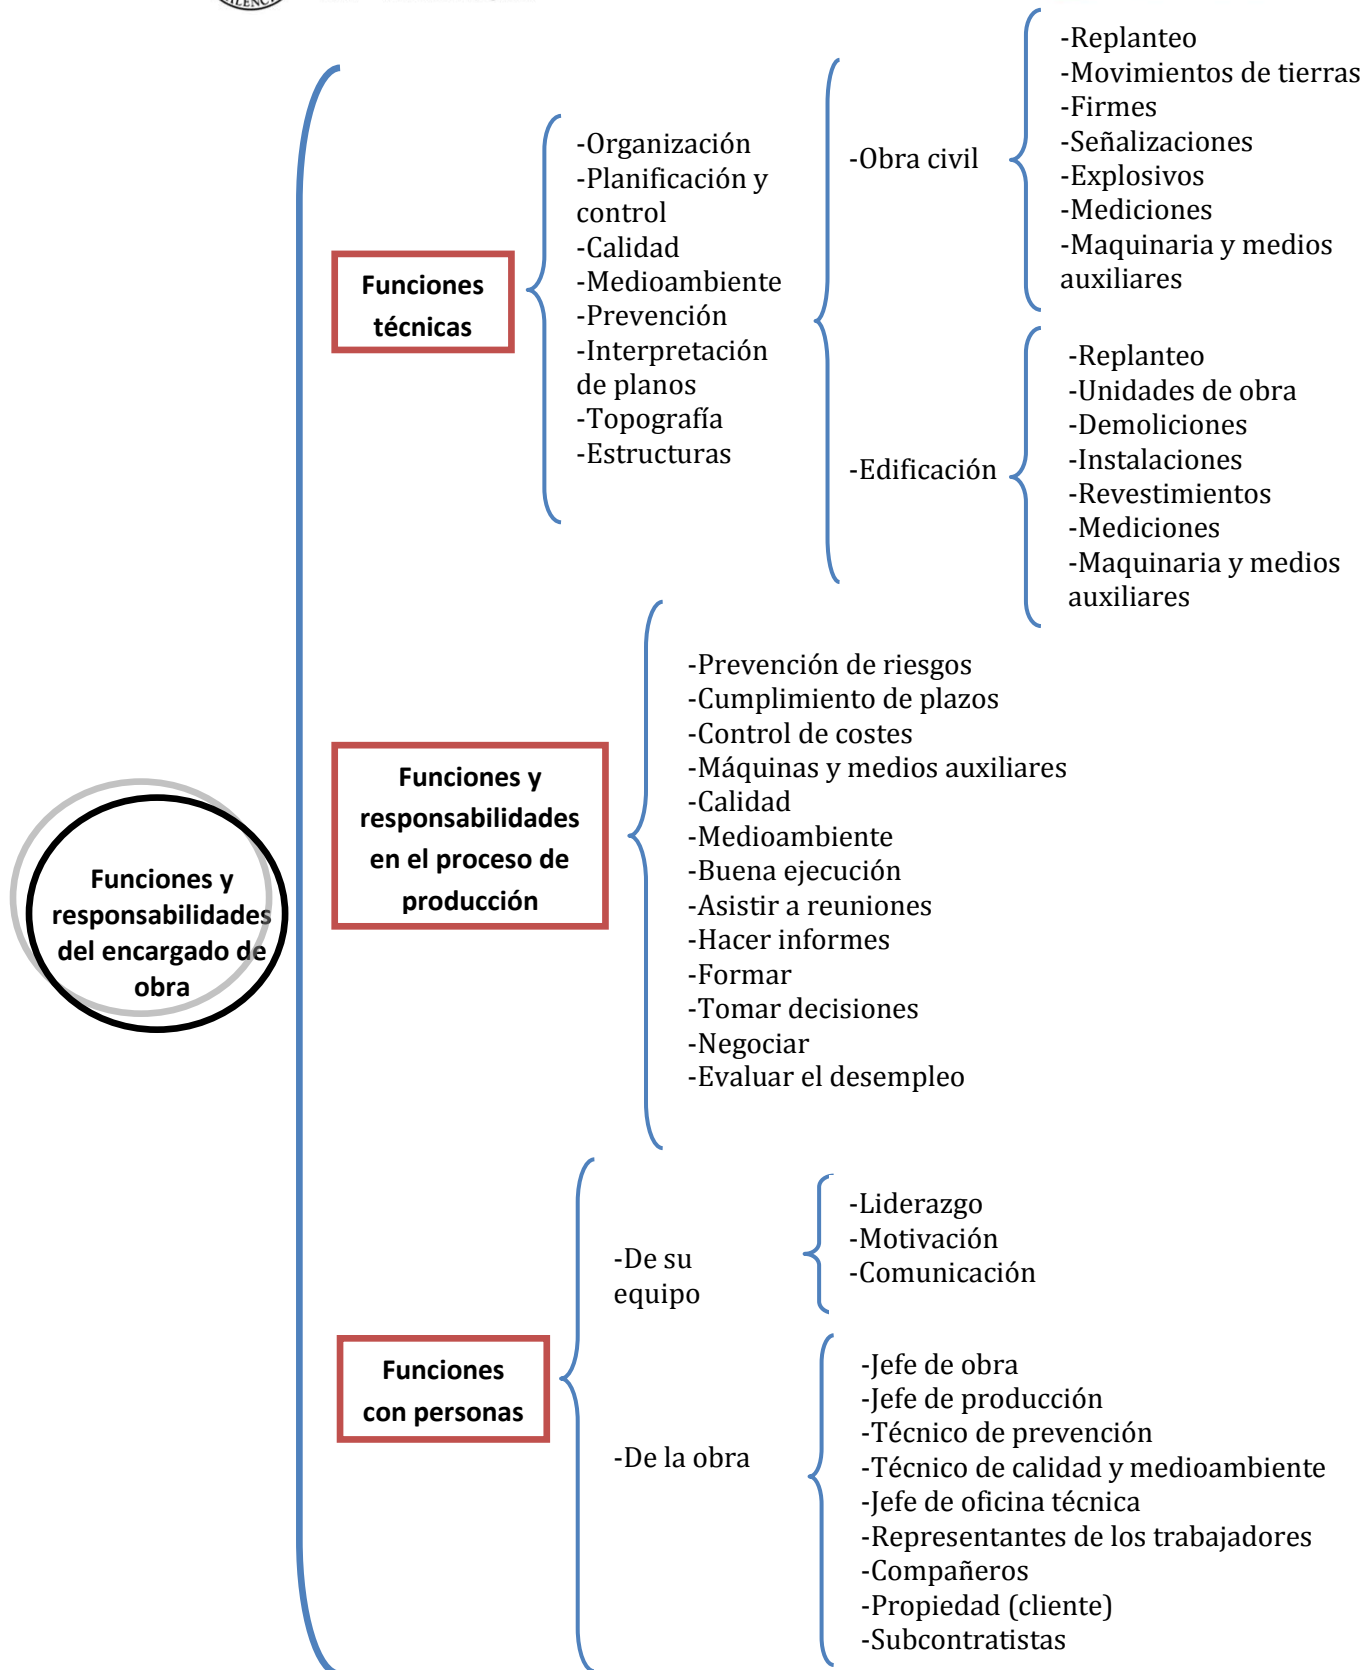 Funciones y
responsabilidades
del encargado de
obra
Funciones
técnicas
-Organización
-Planificación y
control
-Calidad
-Medioambiente
-Prevención
-Interpretación
de planos
-Topografía
-Estructuras
-Obra civil
-Replanteo
-Movimientos de tierras
-Firmes
-Señalizaciones
-Explosivos
-Mediciones
-Maquinaria y medios
auxiliares
-Edificación
-Replanteo
-Unidades de obra
-Demoliciones
-Instalaciones
-Revestimientos
-Mediciones
-Maquinaria y medios
auxiliares
Funciones y
responsabilidades
en el proceso de
producción
-Prevención de riesgos
-Cumplimiento de plazos
-Control de costes
-Máquinas y medios auxiliares
-Calidad
-Medioambiente
-Buena ejecución
-Asistir a reuniones
-Hacer informes
-Formar
-Tomar decisiones
-Negociar
-Evaluar el desempleo
Funciones
con personas
-De su
equipo
-Liderazgo
-Motivación
-Comunicación
-De la obra
-Jefe de obra
-Jefe de producción
-Técnico de prevención
-Técnico de calidad y medioambiente
-Jefe de oficina técnica
-Representantes de los trabajadores
-Compañeros
-Propiedad (cliente)
-Subcontratistas